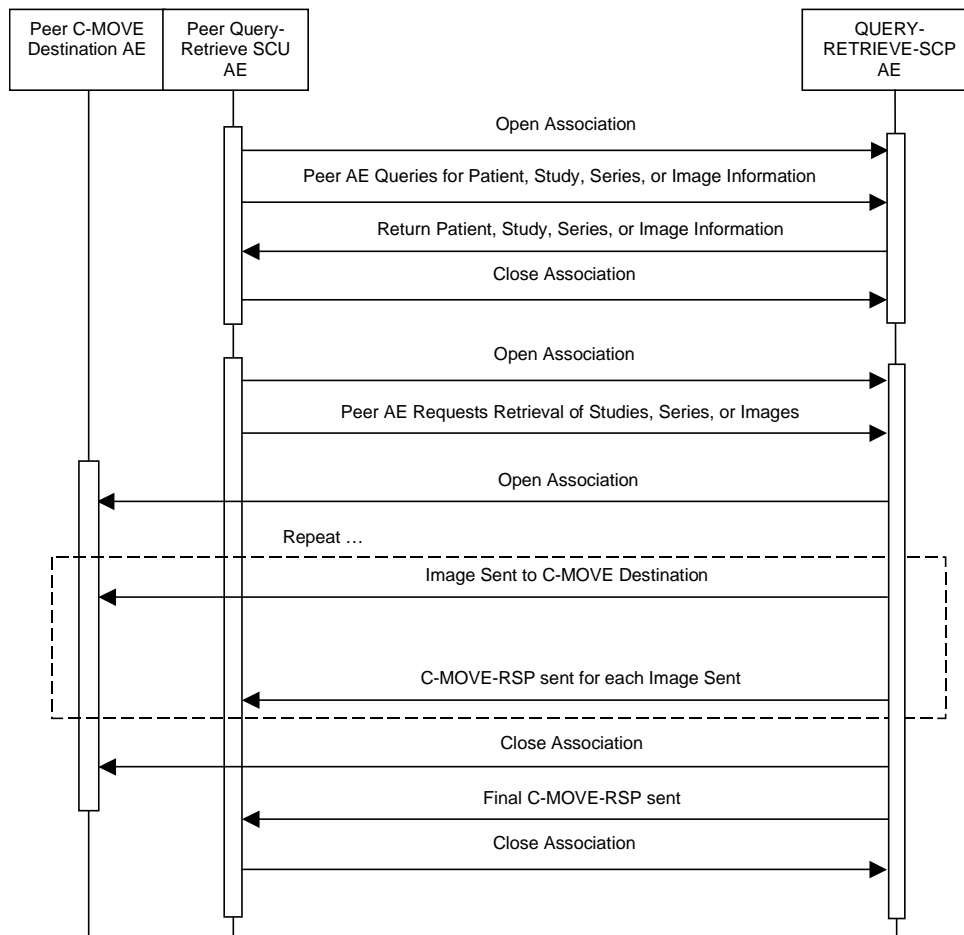 Peer C-MOVE
Destination AE
Peer Query-
Retrieve SCU
AE
QUERY-
RETRIEVE-SCP
AE
Open Association
Peer AE Queries for Patient, Study, Series, or Image Information
Return Patient, Study, Series, or Image Information
Close Association
Open Association
Peer AE Requests Retrieval of Studies, Series, or Images
Open Association
Repeat …
Image Sent to C-MOVE Destination
C-MOVE-RSP sent for each Image Sent
Close Association
Final C-MOVE-RSP sent
Close Association